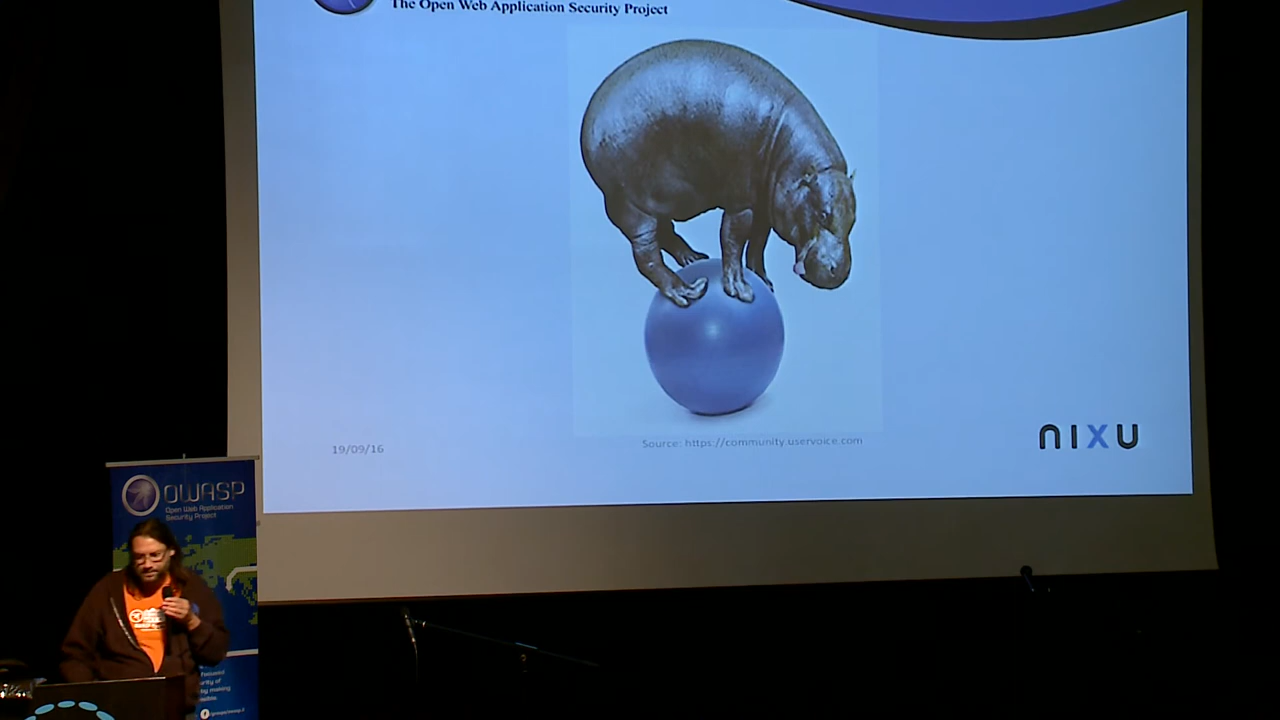 The Open Web Application Security Project
19/09/16
Source: https://community.uservoice.com
NIXU
OWASP
Open Web Application
Security Project